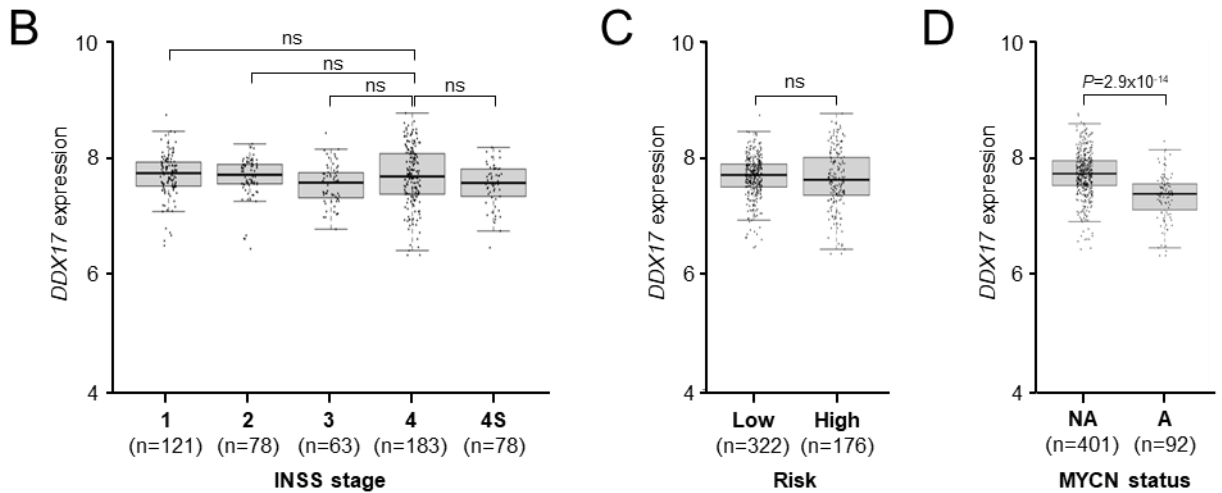 B
DDX17 expression
10
8
6
4
ns
ns
ns
ns
1
2
3
4
4S
(n=121)
(n=78)
(n=63)
(n=183)
(n=78)
INSS stage
C
DDX17 expression
10
8
6
4
ns
Low
High
(n=322)
(n=176)
Risk
D
DDX17 expression
10
8
6
4
P=2.9x10⁻¹⁴
NA
A
(n=401)
(n=92)
MYCN status